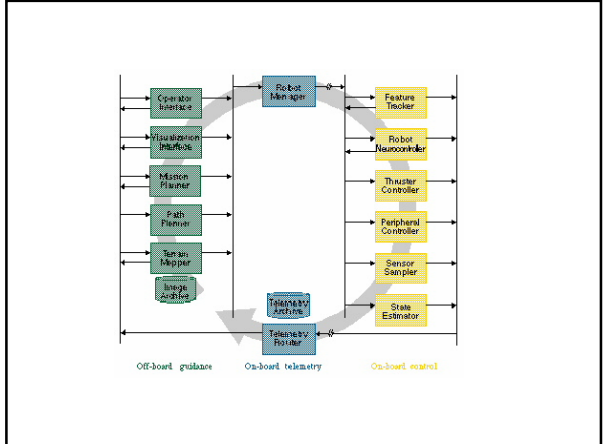 Operator
Interface
Visualization
Interface
Mission
Planner
Path
Planner
Terrain
Mapper
Image
Archive
Robot
Manager
Telemetry
Archive
Telemetry
Router
Feature
Tracker
Robot
Neurocontroller
Thruster
Controller
Peripheral
Controller
Sensor
Sampler
State
Estimator
Off-board guidance
On-board telemetry
On-board control